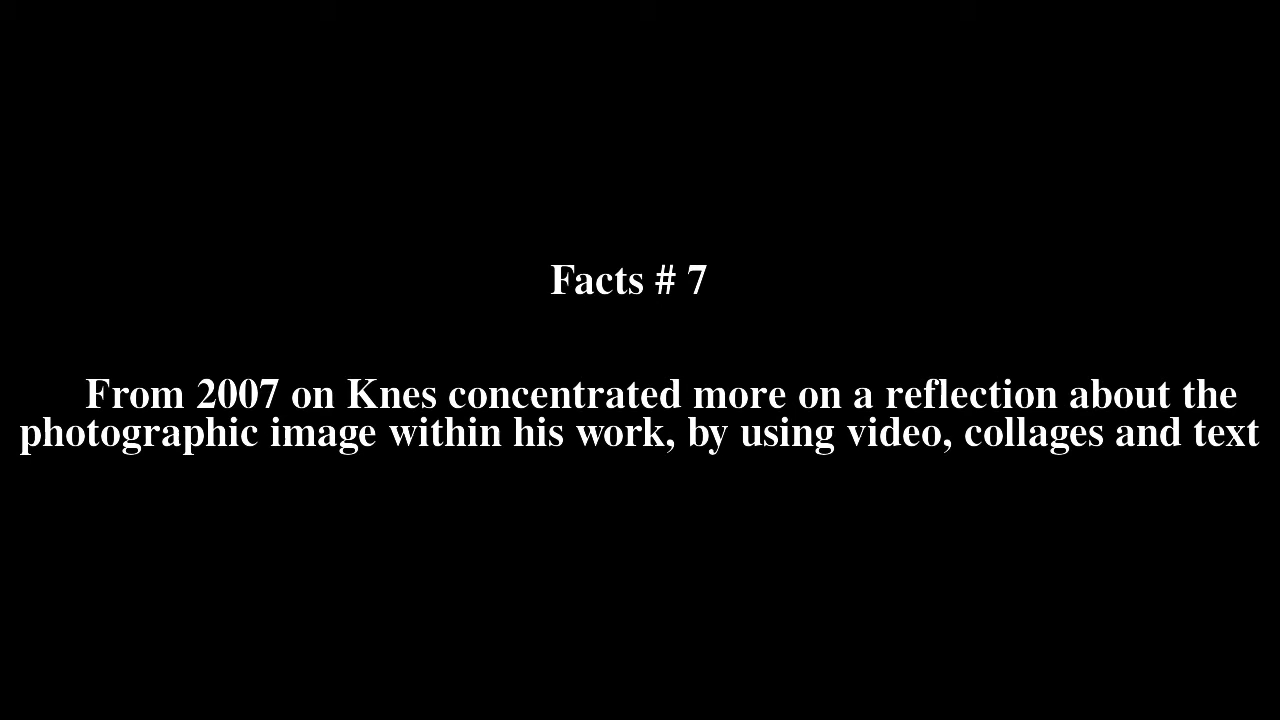 Facts # 7
From 2007 on Knes concentrated more on a reflection about the
photographic image within his work, by using video, collages and text